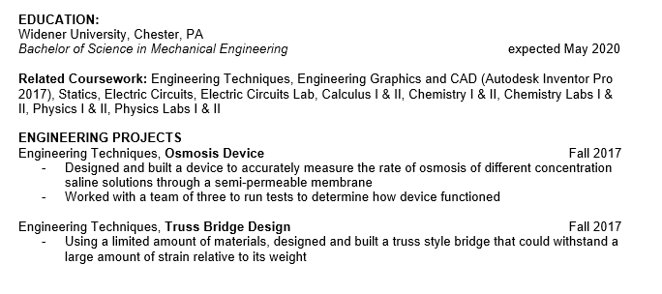 EDUCATION:
Widener University, Chester, PA
Bachelor of Science in Mechanical Engineering expected May 2020
Related Coursework: Engineering Techniques, Engineering Graphics and CAD (Autodesk Inventor Pro
2017), Statics, Electric Circuits, Electric Circuits Lab, Calculus I & II, Chemistry I & II, Chemistry Labs I &
II, Physics I & II, Physics Labs I & II
ENGINEERING PROJECTS
Engineering Techniques, Osmosis Device Fall 2017
- Designed and built a device to accurately measure the rate of osmosis of different concentration
saline solutions through a semi-permeable membrane
- Worked with a team of three to run tests to determine how device functioned
Engineering Techniques, Truss Bridge Design Fall 2017
- Using a limited amount of materials, designed and built a truss style bridge that could withstand a
large amount of strain relative to its weight